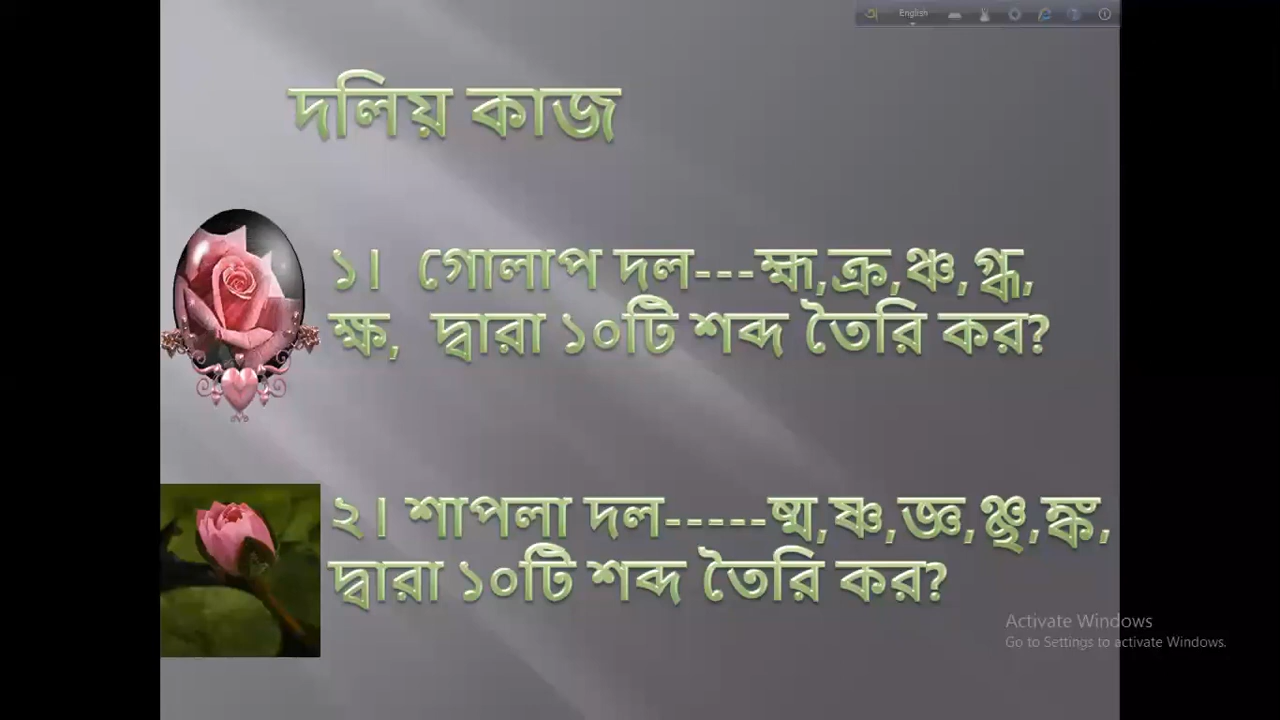 English
দলিয় কাজ
১। গোলাপ দল---হ্ম,ক্র,ঞ্চ,গ্ধ,
ক্ষ, দ্বারা ১০টি শব্দ তৈরি কর?
২। শাপলা দল-----ষ্ম,ষ্ণ,জ্ঞ,ঞ্ছ,ঙ্ক,
দ্বারা ১০টি শব্দ তৈরি কর?
Activate Windows
Go to Settings to activate Windows.